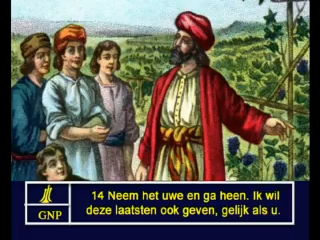 14 Neem het uwe en ga heen. Ik wil
deze laatsten ook geven, gelijk als u.
GNP